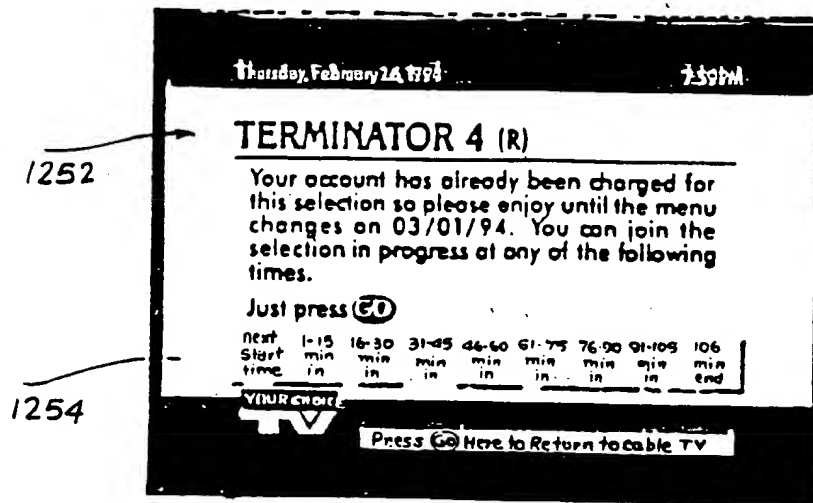 Thursday, February 24, 1994 7:59PM
TERMINATOR 4 (R)
1252
Your account has already been charged for
this selection so please enjoy until the menu
changes on 03/01/94. You can join the
selection in progress at any of the following
times.
Just press GO
next 1-15 16-30 31-45 46-60 61-75 76-90 91-105 106
start min min min min min min min min
time in in in in in in in end
1254
YOUR CHOICE
TV
Press GO Here to Return to cable TV